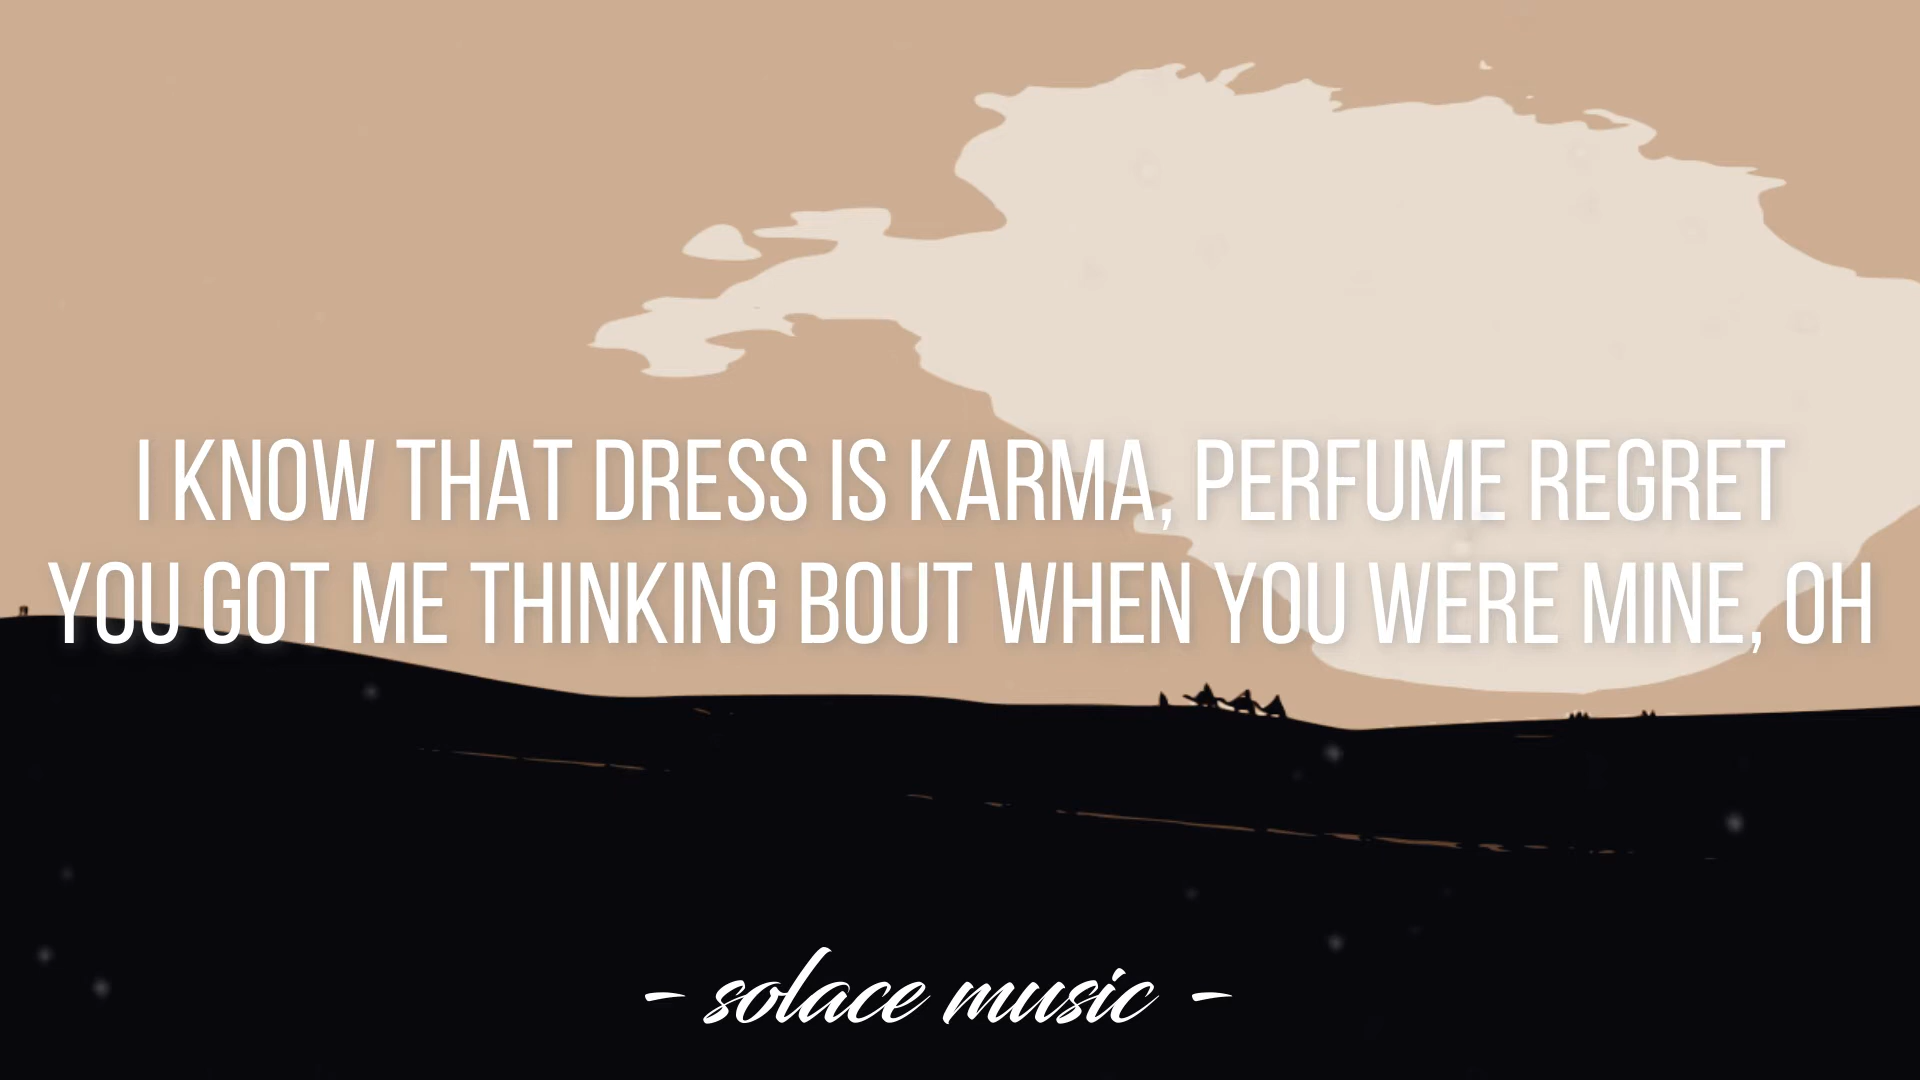 I KNOW THAT DRESS IS KARMA, PERFUME REGRET
YOU GOT ME THINKING BOUT WHEN YOU WERE MINE, OH
- solace music -